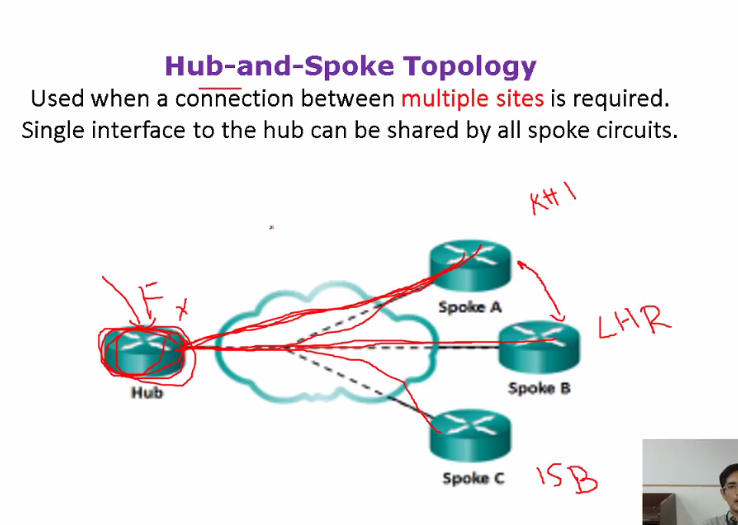 Hub-and-Spoke Topology
Used when a connection between multiple sites is required.
Single interface to the hub can be shared by all spoke circuits.
KHI
F
x
Spoke A
LHR
Hub
Spoke B
Spoke C
ISB